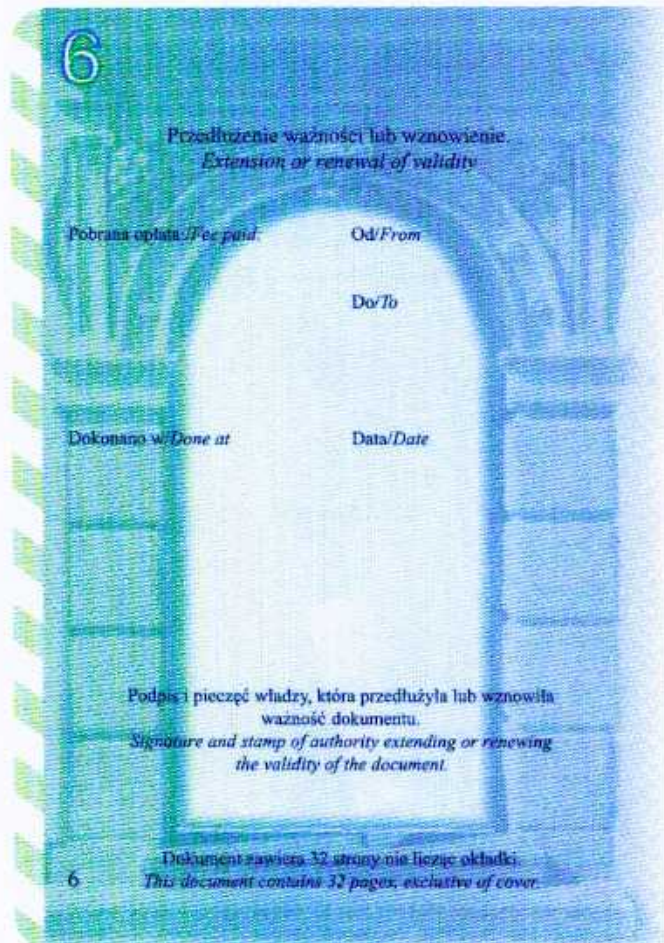 6
Przedłużenie ważności lub wznowienie.
Extension or renewal of validity
Pobrana opłata:/Fee paid: Od/From
Do/To
Dokonano w/Done at Data/Date
Podpis i pieczęć władzy, która przedłużyła lub wznowiła
ważność dokumentu.
Signature and stamp of authority extending or renewing
the validity of the document.
Dokument zawiera 32 strony nie licząc okładki.
6 This document contains 32 pages, exclusive of cover.